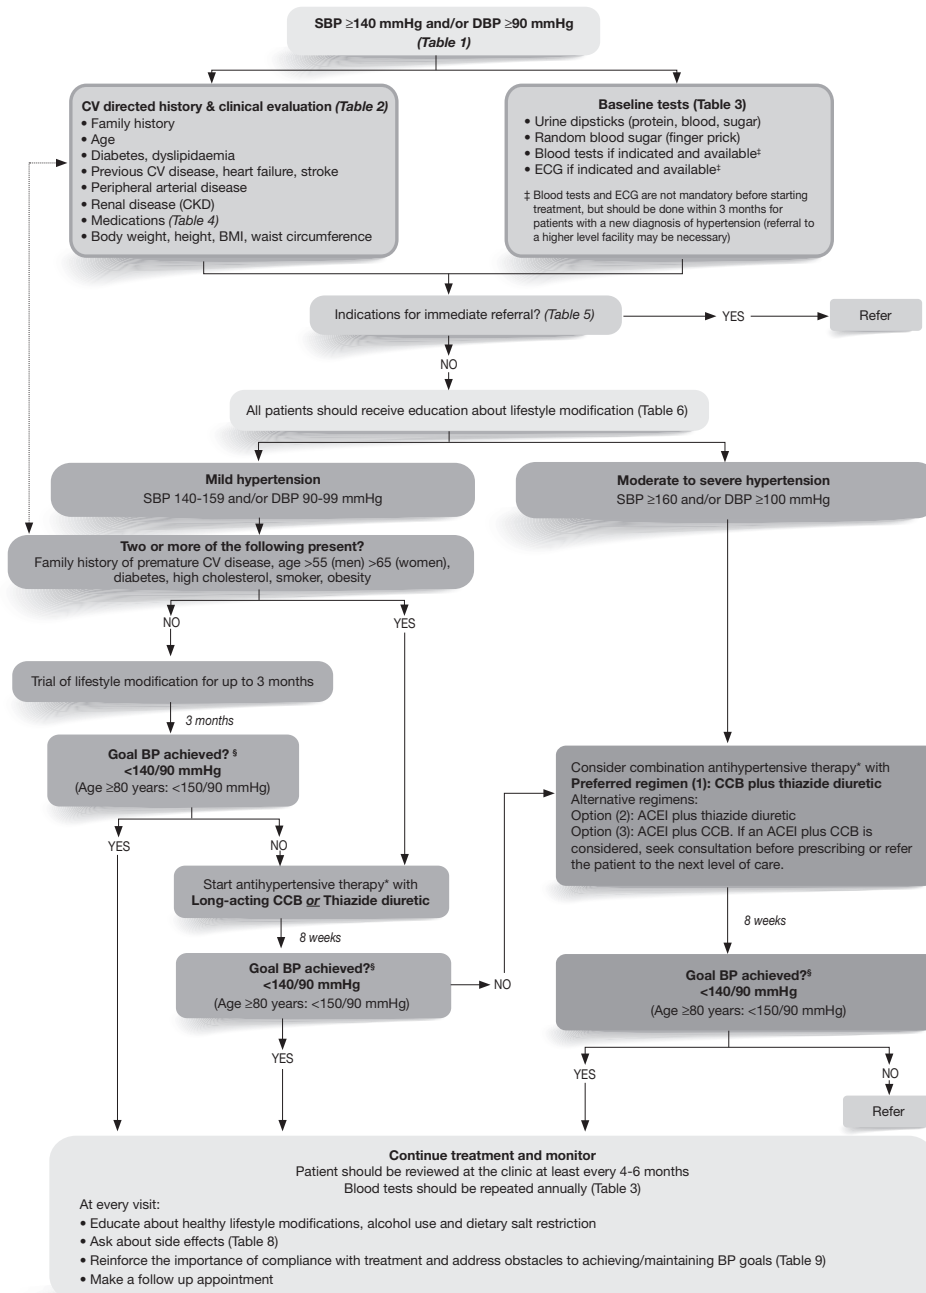 SBP ≥140 mmHg and/or DBP ≥90 mmHg
(Table 1)
CV directed history & clinical evaluation (Table 2)
• Family history
• Age
• Diabetes, dyslipidaemia
• Previous CV disease, heart failure, stroke
• Peripheral arterial disease
• Renal disease (CKD)
• Medications (Table 4)
• Body weight, height, BMI, waist circumference
Baseline tests (Table 3)
• Urine dipsticks (protein, blood, sugar)
• Random blood sugar (finger prick)
• Blood tests if indicated and available‡
• ECG if indicated and available‡
‡ Blood tests and ECG are not mandatory before starting
treatment, but should be done within 3 months for
patients with a new diagnosis of hypertension (referral to
a higher level facility may be necessary)
Indications for immediate referral? (Table 5)
YES
Refer
NO
All patients should receive education about lifestyle modification (Table 6)
Mild hypertension
SBP 140-159 and/or DBP 90-99 mmHg
Moderate to severe hypertension
SBP ≥160 and/or DBP ≥100 mmHg
Two or more of the following present?
Family history of premature CV disease, age >55 (men) >65 (women),
diabetes, high cholesterol, smoker, obesity
NO
YES
Trial of lifestyle modification for up to 3 months
3 months
Goal BP achieved? §
<140/90 mmHg
(Age ≥80 years: <150/90 mmHg)
YES
NO
Start antihypertensive therapy* with
Long-acting CCB or Thiazide diuretic
8 weeks
Goal BP achieved?§
<140/90 mmHg
(Age ≥80 years: <150/90 mmHg)
NO
YES
Consider combination antihypertensive therapy* with
Preferred regimen (1): CCB plus thiazide diuretic
Alternative regimens:
Option (2): ACEI plus thiazide diuretic
Option (3): ACEI plus CCB. If an ACEI plus CCB is
considered, seek consultation before prescribing or refer
the patient to the next level of care.
8 weeks
Goal BP achieved?§
<140/90 mmHg
(Age ≥80 years: <150/90 mmHg)
YES
NO
Refer
Continue treatment and monitor
Patient should be reviewed at the clinic at least every 4-6 months
Blood tests should be repeated annually (Table 3)
At every visit:
• Educate about healthy lifestyle modifications, alcohol use and dietary salt restriction
• Ask about side effects (Table 8)
• Reinforce the importance of compliance with treatment and address obstacles to achieving/maintaining BP goals (Table 9)
• Make a follow up appointment